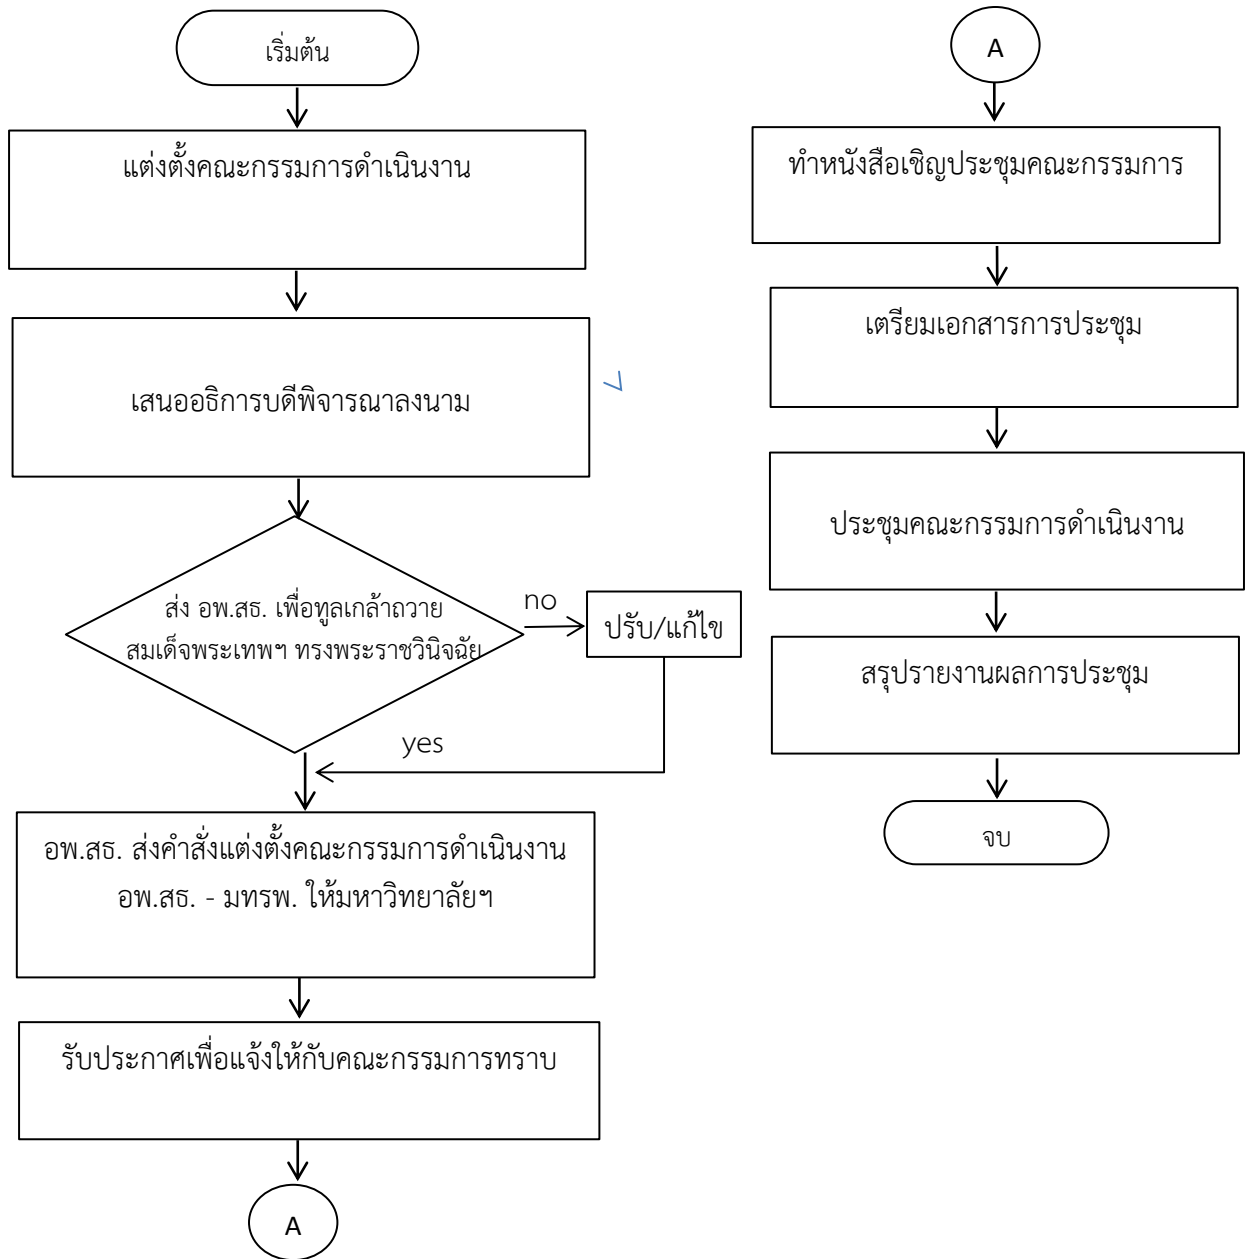 เริ่มต้น
แต่งตั้งคณะกรรมการดำเนินงาน
เสนออธิการบดีพิจารณาลงนาม
ส่ง อพ.สธ. เพื่อทูลเกล้าถวาย
สมเด็จพระเทพฯ ทรงพระราชวินิจฉัย
no
ปรับ/แก้ไข
yes
อพ.สธ. ส่งคำสั่งแต่งตั้งคณะกรรมการดำเนินงาน
อพ.สธ. - มทรพ. ให้มหาวิทยาลัยฯ
รับประกาศเพื่อแจ้งให้กับคณะกรรมการทราบ
A
A
ทำหนังสือเชิญประชุมคณะกรรมการ
เตรียมเอกสารการประชุม
ประชุมคณะกรรมการดำเนินงาน
สรุปรายงานผลการประชุม
จบ